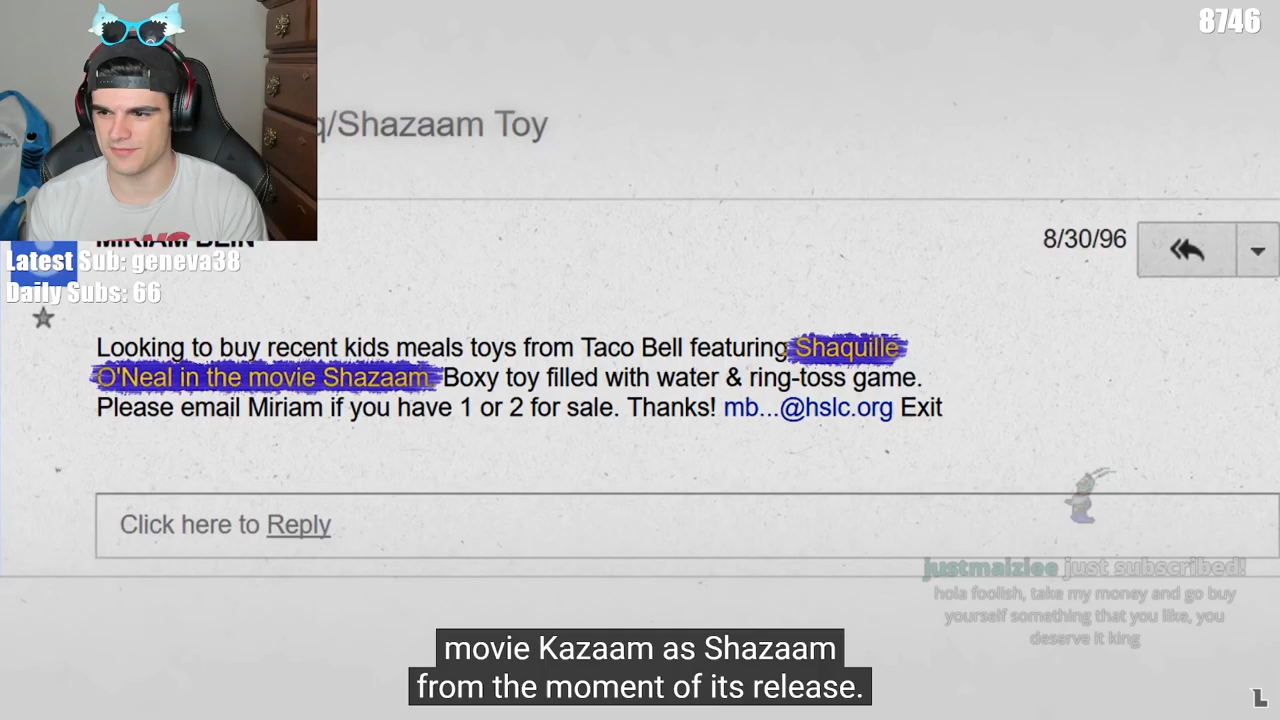 8746
q/Shazaam Toy
MIRIAM BEIN
8/30/96
Latest Sub: geneva38
Daily Subs: 66
Looking to buy recent kids meals toys from Taco Bell featuring Shaquille
O'Neal in the movie Shazaam. Boxy toy filled with water & ring-toss game.
Please email Miriam if you have 1 or 2 for sale. Thanks! mb...@hslc.org Exit
Click here to Reply
justmaizlee just subscribed!
hola foolish, take my money and go buy
yourself something that you like, you
deserve it king
movie Kazaam as Shazaam
from the moment of its release.
L